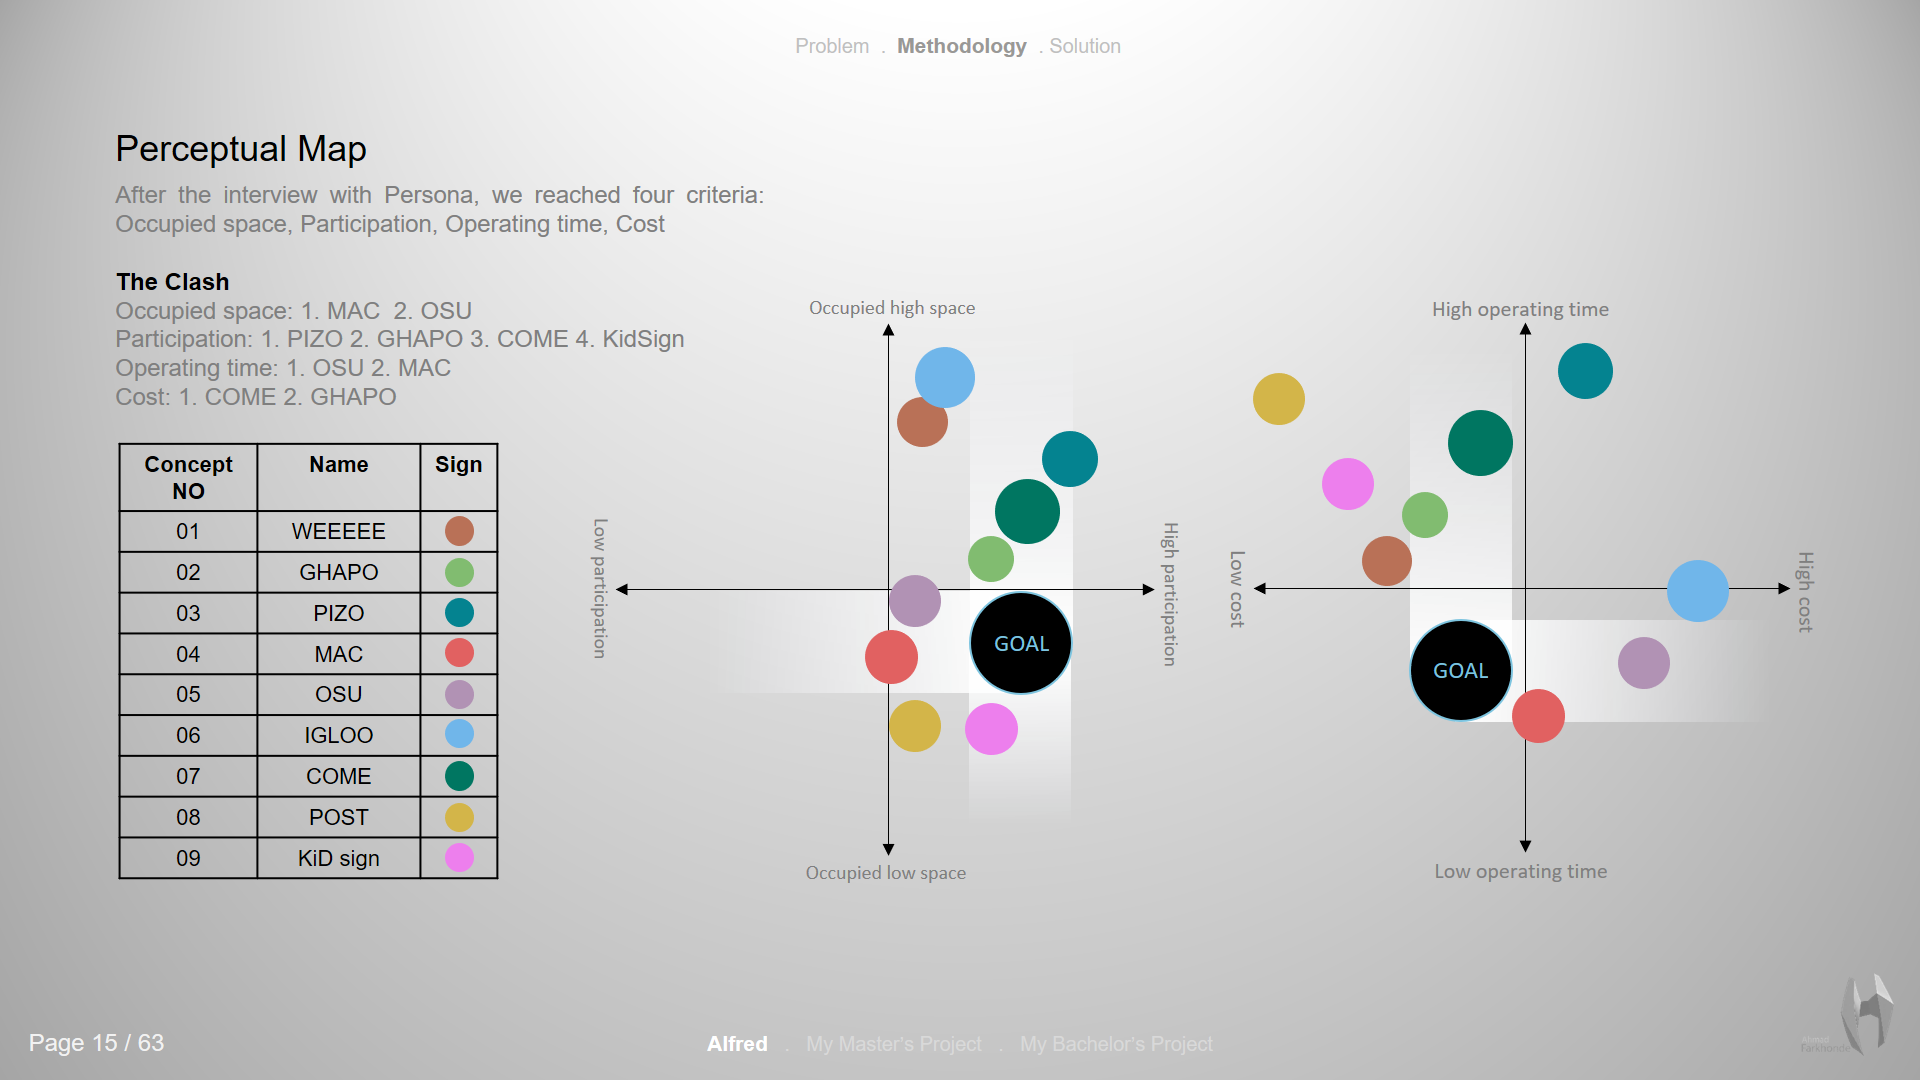 Problem . Methodology . Solution
Perceptual Map
After the interview with Persona, we reached four criteria:
Occupied space, Participation, Operating time, Cost
The Clash
Occupied space: 1. MAC 2. OSU
Participation: 1. PIZO 2. GHAPO 3. COME 4. KidSign
Operating time: 1. OSU 2. MAC
Cost: 1. COME 2. GHAPO
Concept NO Name Sign
01 WEEEEE
02 GHAPO
03 PIZO
04 MAC
05 OSU
06 IGLOO
07 COME
08 POST
09 KiD sign
Occupied high space
Low participation
High participation
GOAL
Occupied low space
High operating time
Low cost
High cost
GOAL
Low operating time
Page 15 / 63
Alfred . My Master's Project . My Bachelor's Project
Ahmad